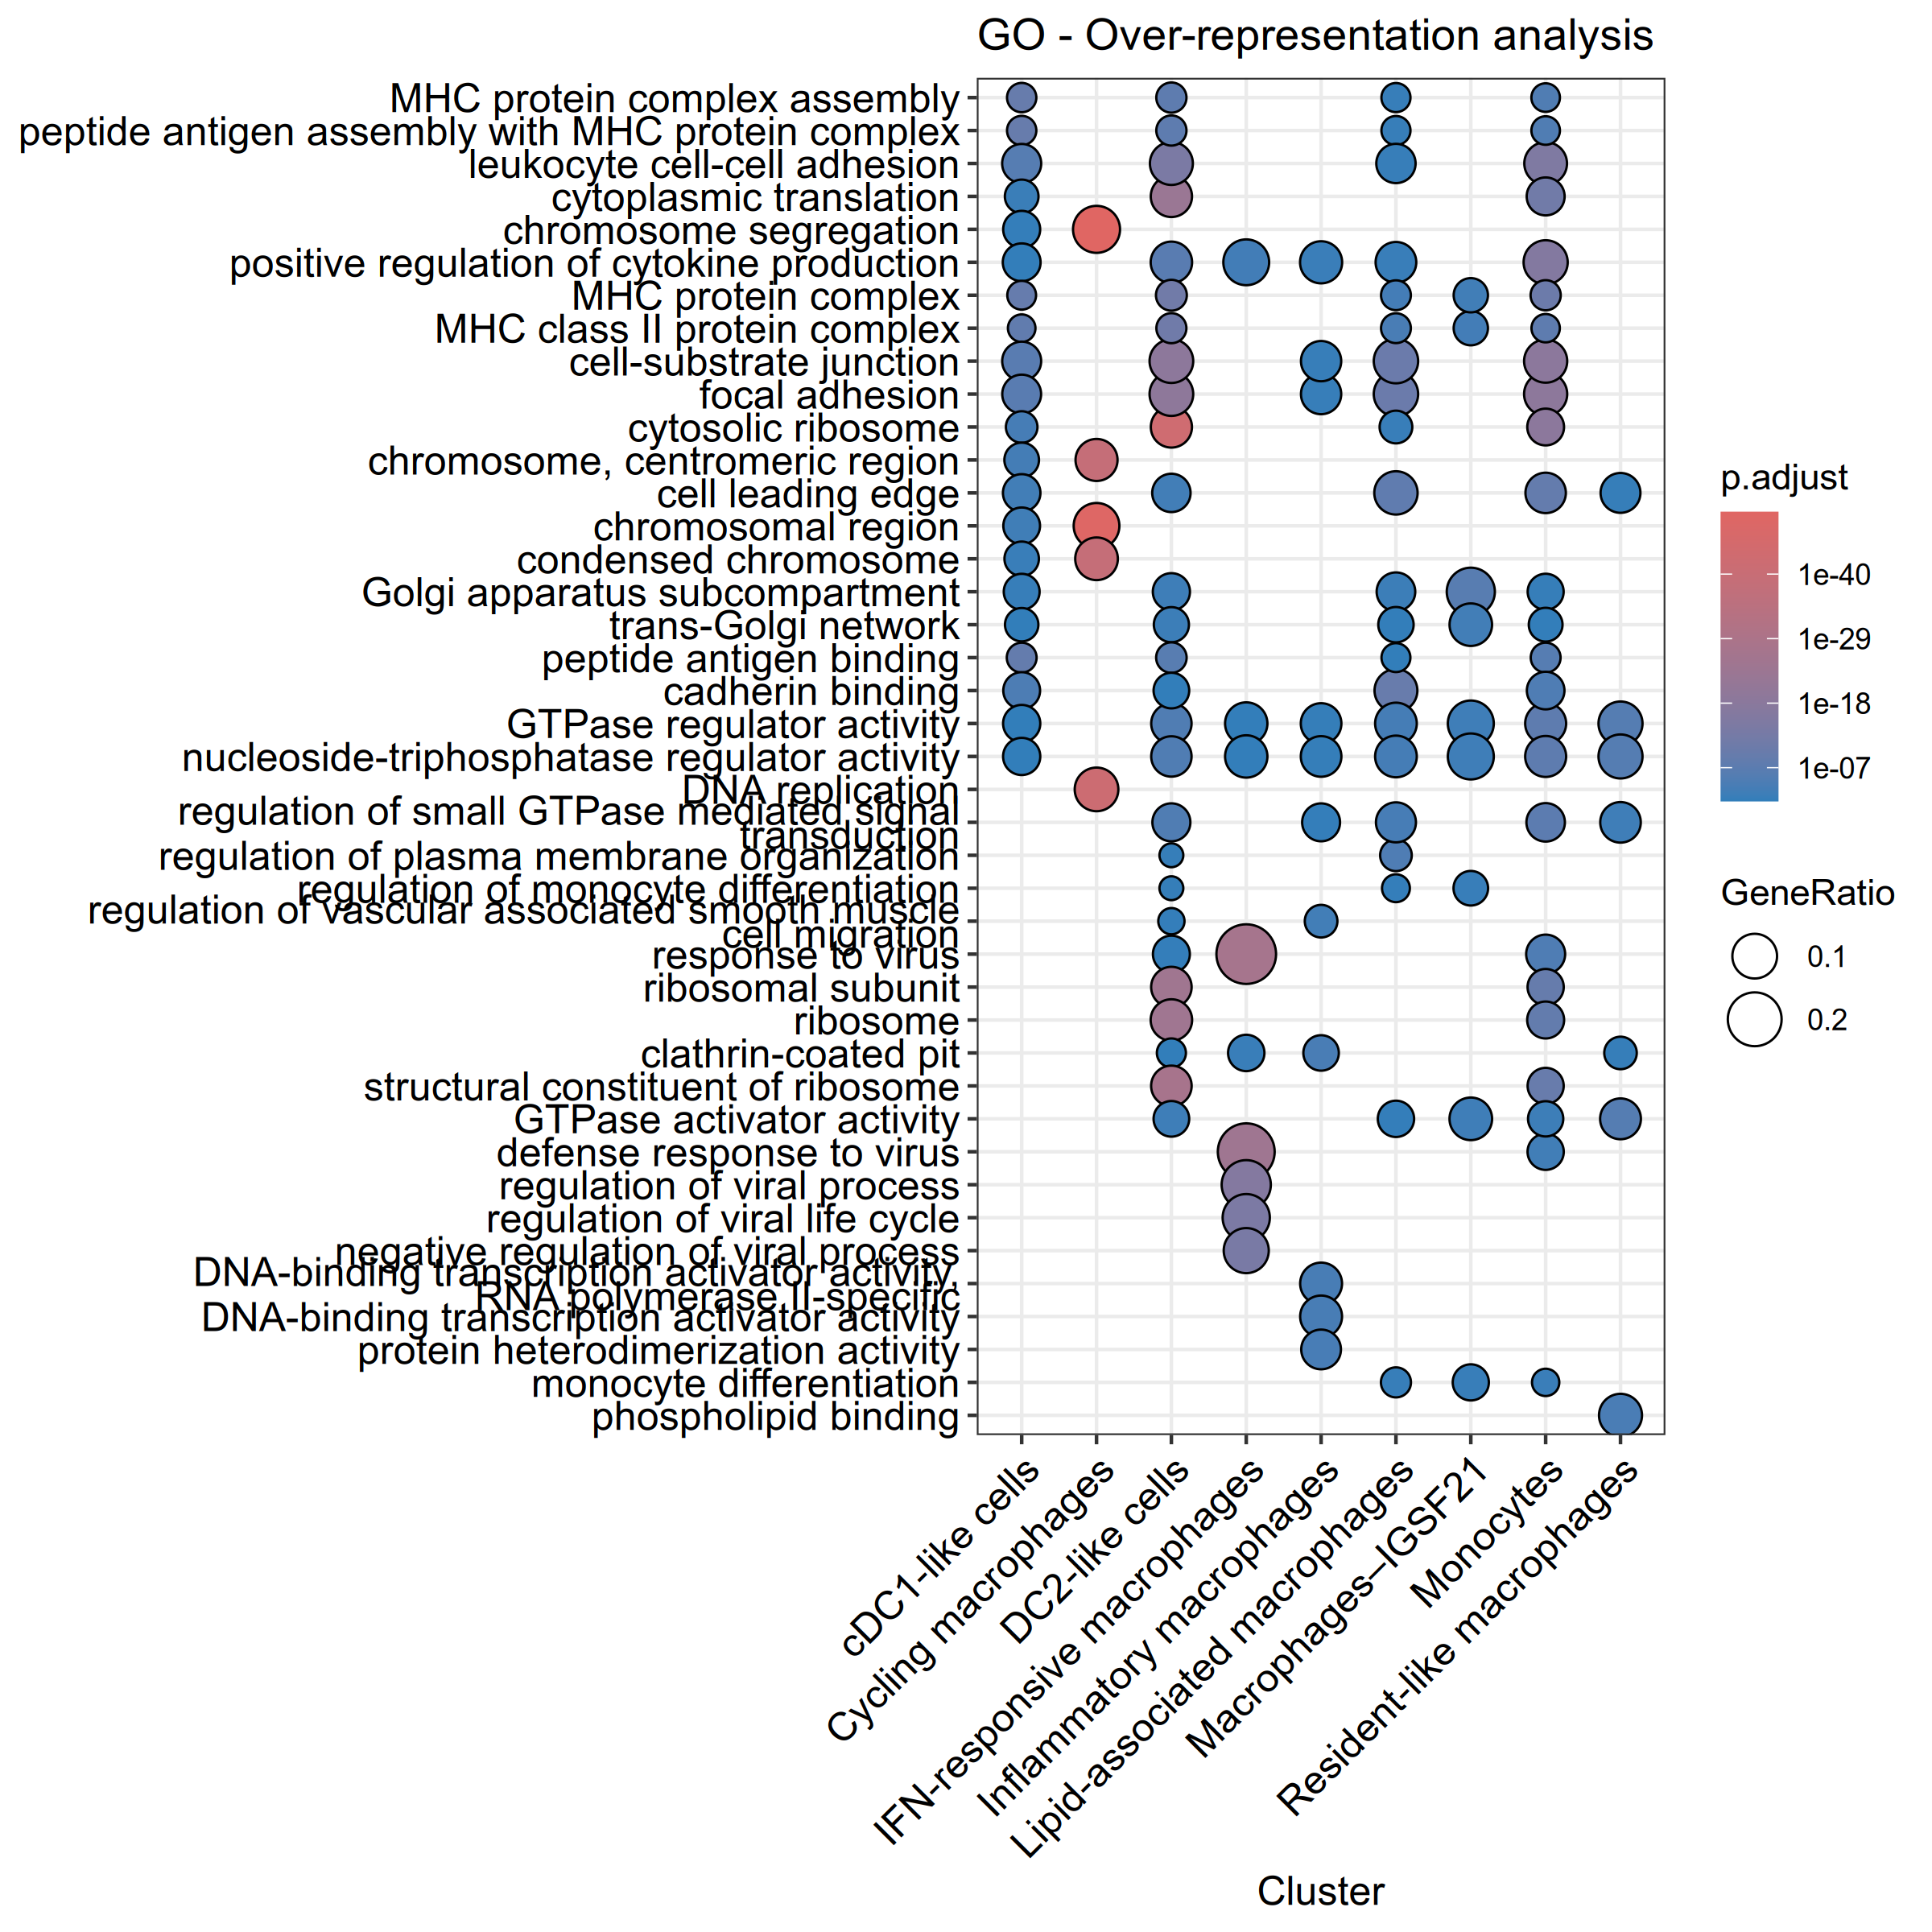 GO - Over-representation analysis
MHC protein complex assembly
peptide antigen assembly with MHC protein complex
leukocyte cell-cell adhesion
cytoplasmic translation
chromosome segregation
positive regulation of cytokine production
MHC protein complex
MHC class II protein complex
cell-substrate junction
focal adhesion
cytosolic ribosome
chromosome, centromeric region
cell leading edge
chromosomal region
condensed chromosome
Golgi apparatus subcompartment
trans-Golgi network
peptide antigen binding
cadherin binding
GTPase regulator activity
nucleoside-triphosphatase regulator activity
DNA replication
regulation of small GTPase mediated signal
transduction
regulation of plasma membrane organization
regulation of monocyte differentiation
regulation of vascular associated smooth muscle
cell migration
response to virus
ribosomal subunit
ribosome
clathrin-coated pit
structural constituent of ribosome
GTPase activator activity
defense response to virus
regulation of viral process
regulation of viral life cycle
negative regulation of viral process
DNA-binding transcription activator activity,
RNA polymerase II-specific
DNA-binding transcription activator activity
protein heterodimerization activity
monocyte differentiation
phospholipid binding
cDC1-like cells
Cycling macrophages
DC2-like cells
IFN-responsive macrophages
Inflammatory macrophages
Lipid-associated macrophages
Macrophages–IGSF21
Monocytes
Resident-like macrophages
Cluster
p.adjust
1e-40
1e-29
1e-18
1e-07
GeneRatio
0.1
0.2